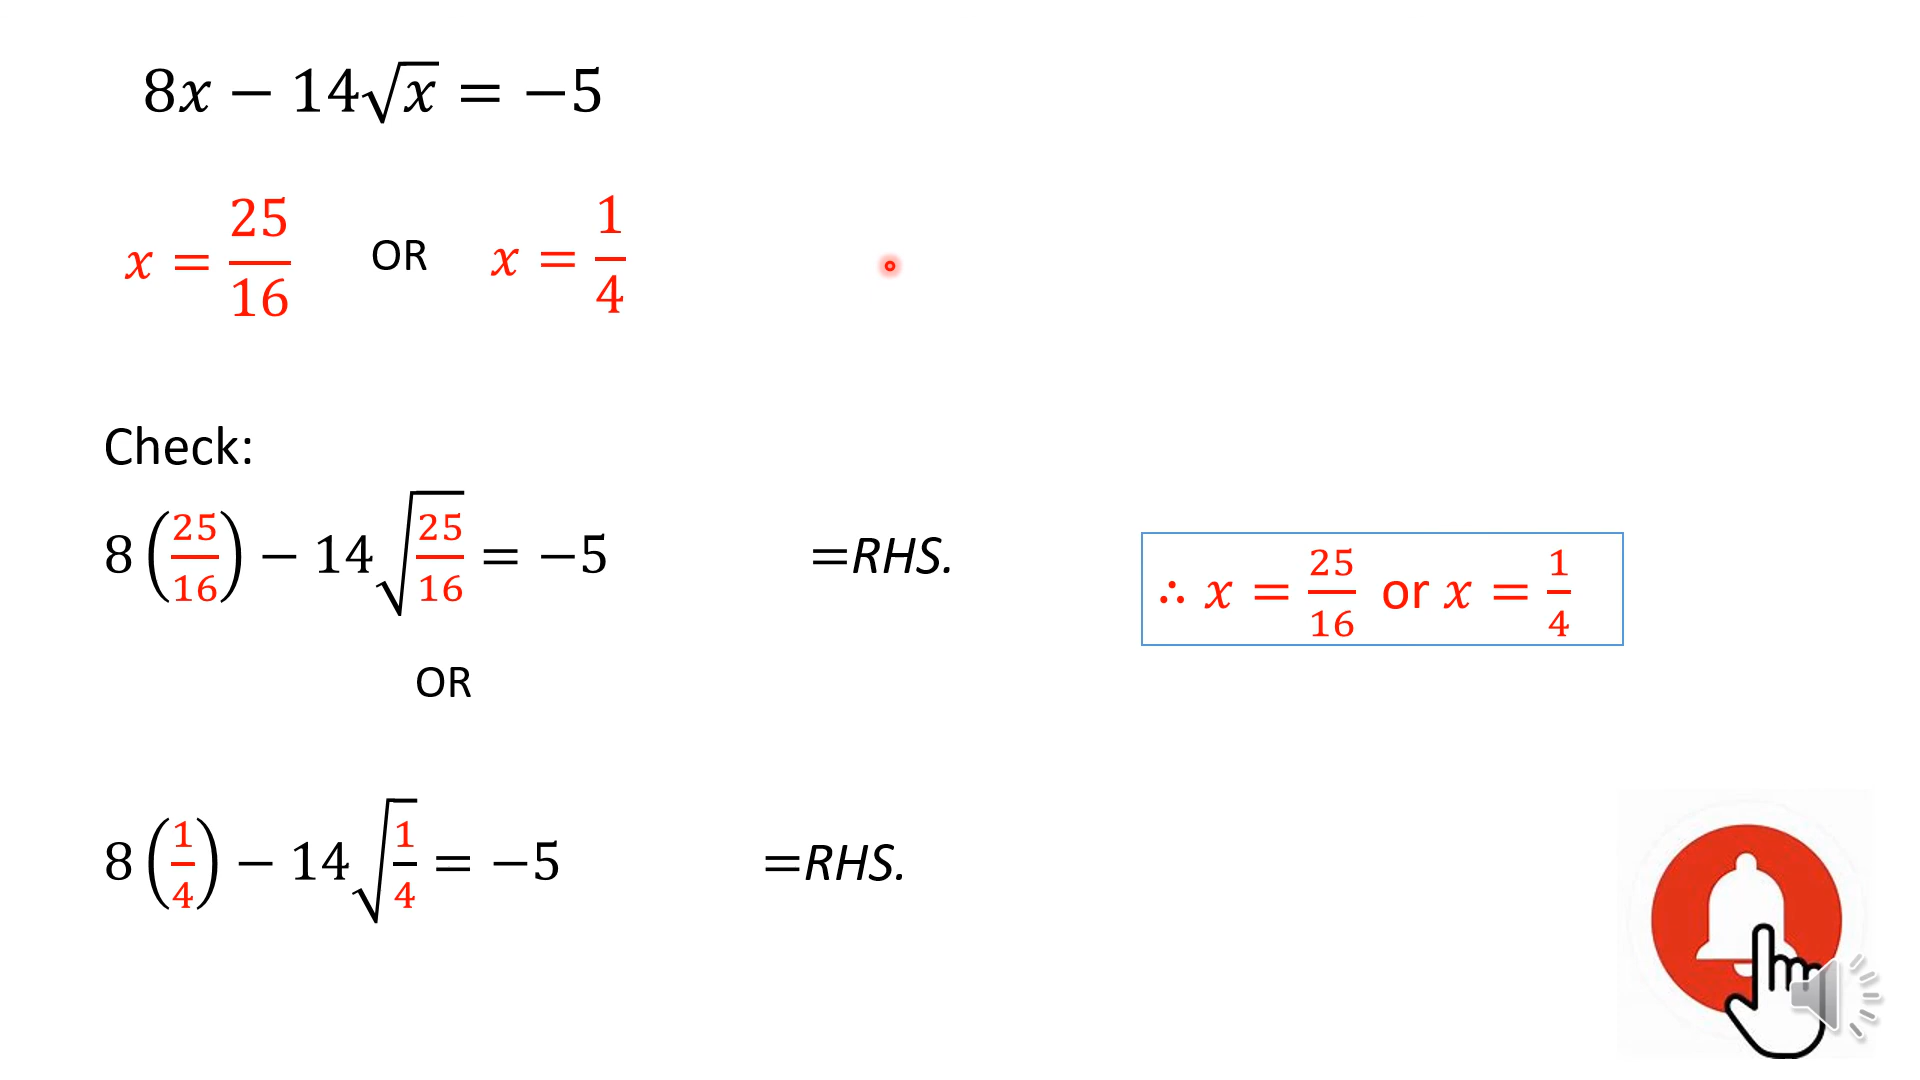 8x − 14√x = −5
x = 25/16 OR x = 1/4
Check:
8(25/16) − 14√(25/16) = −5 =RHS.
∴ x = 25/16 or x = 1/4
OR
8(1/4) − 14√(1/4) = −5 =RHS.